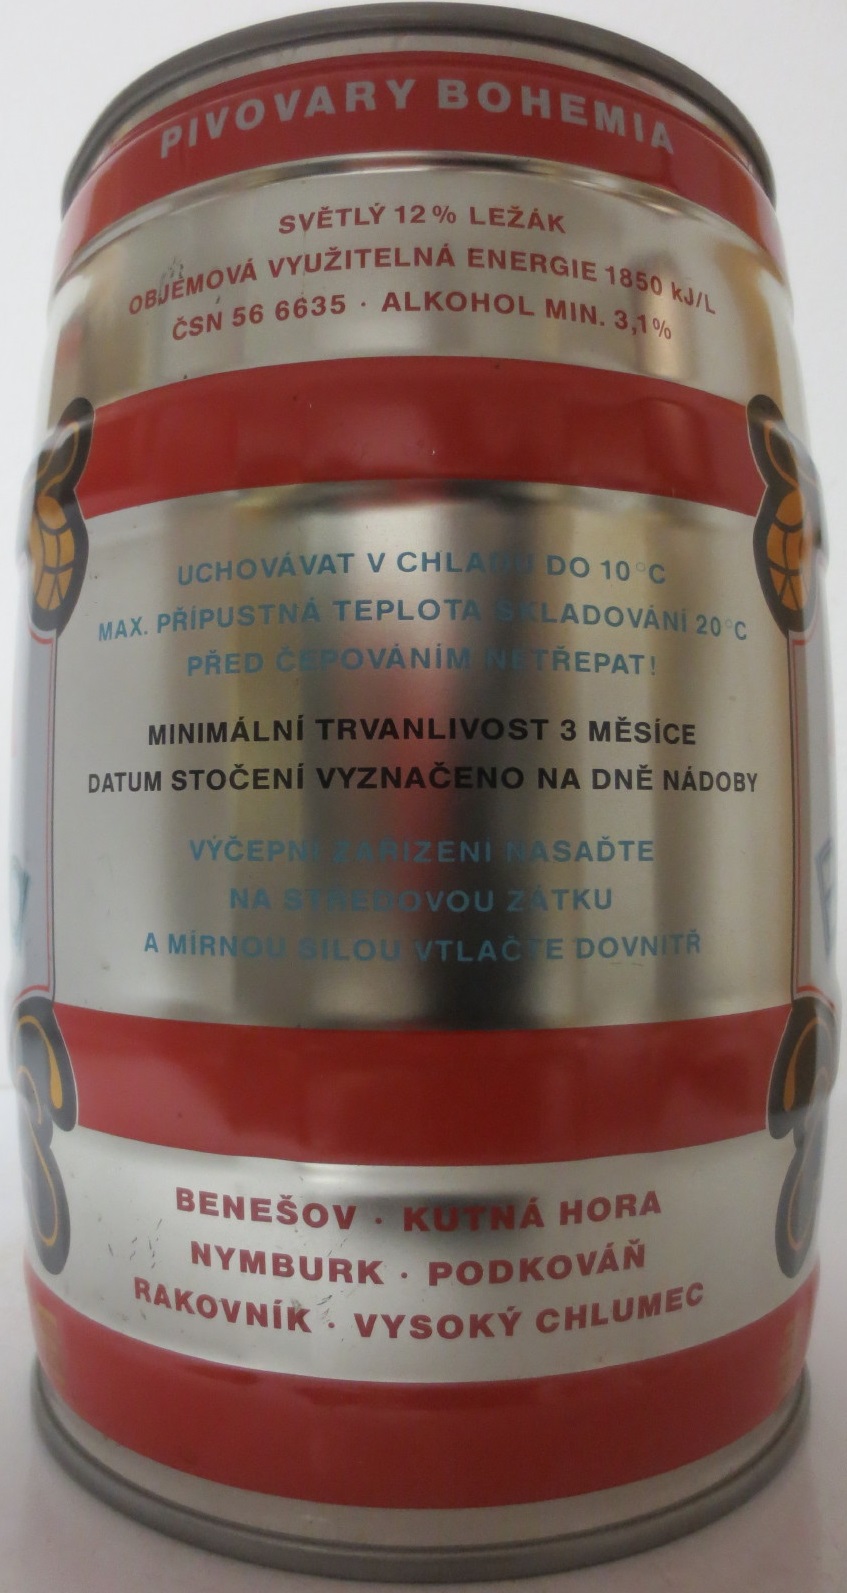 PIVOVARY BOHEMIA
SVĚTLÝ 12% LEŽÁK
OBJEMOVÁ VYUŽITELNÁ ENERGIE 1850 kJ/L
ČSN 56 6635 · ALKOHOL MIN. 3,1%
UCHOVÁVAT V CHLADU DO 10°C
MAX. PŘÍPUSTNÁ TEPLOTA SKLADOVÁNÍ 20°C
PŘED ČEPOVÁNÍM NETŘEPAT!
MINIMÁLNÍ TRVANLIVOST 3 MĚSÍCE
DATUM STOČENÍ VYZNAČENO NA DNĚ NÁDOBY
VÝČEPNÍ ZAŘÍZENÍ NASAĎTE
NA STŘEDOVOU ZÁTKU
A MÍRNOU SILOU VTLAČTE DOVNITŘ
BENEŠOV · KUTNÁ HORA
NYMBURK · PODKOVÁŇ
RAKOVNÍK · VYSOKÝ CHLUMEC